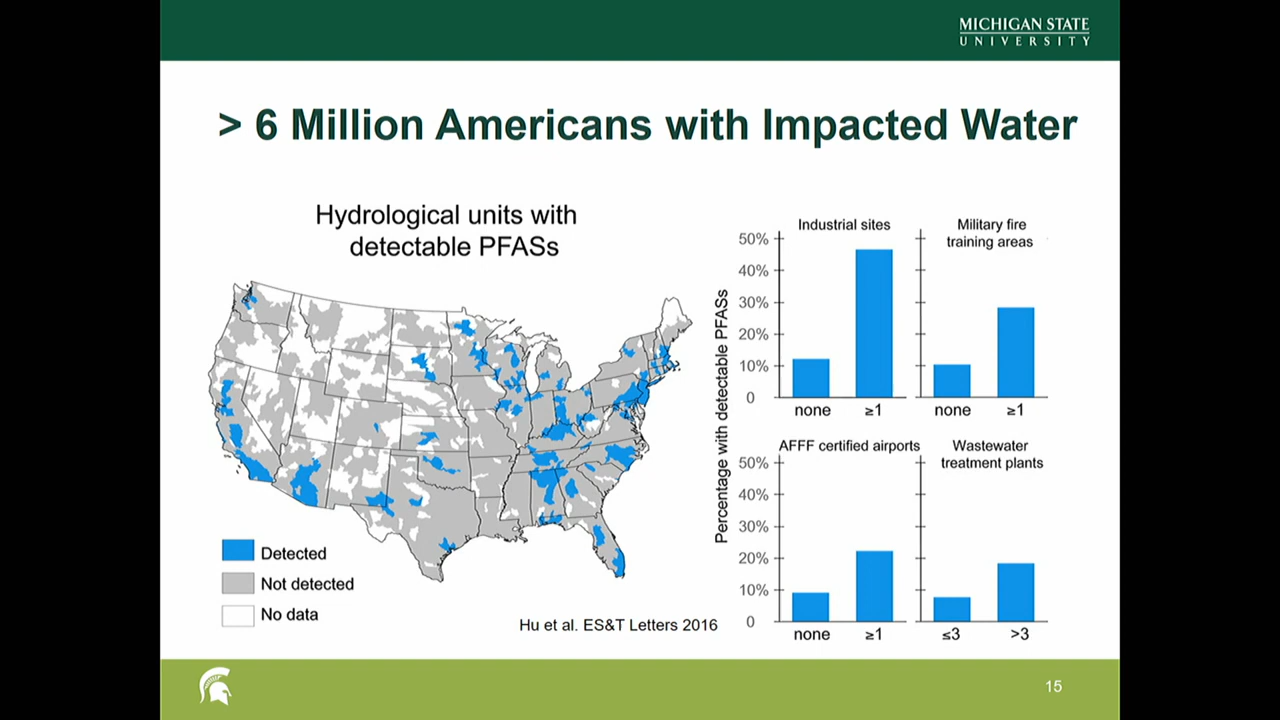 MICHIGAN STATE
UNIVERSITY
> 6 Million Americans with Impacted Water
Hydrological units with
detectable PFASs
Detected
Not detected
No data
Hu et al. ES&T Letters 2016
Percentage with detectable PFASs
Industrial sites
50%
40%
30%
20%
10%
0
none ≥1
Military fire
training areas
none ≥1
AFFF certified airports
50%
40%
30%
20%
10%
0
none ≥1
Wastewater
treatment plants
≤3 >3
15